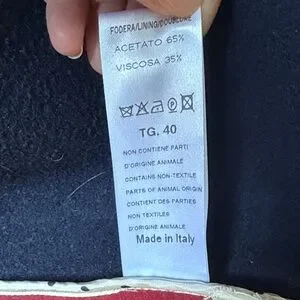 FODERA/LINING/DOUBLURE
ACETATO 65%
VISCOSA 35%
TG. 40
NON CONTIENE PARTI
D'ORIGINE ANIMALE
CONTAINS NON-TEXTILE
PARTS OF ANIMAL ORIGIN
CONTIENT DES PARTIES
NON TEXTILES
D'ORIGINE ANIMALE
Made in Italy